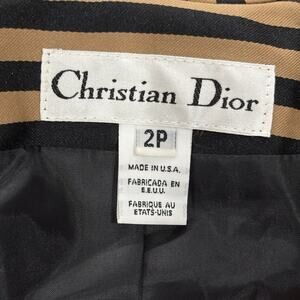 Christian Dior
2P
MADE IN U.S.A.
FABRICADA EN
E.E.U.U.
FABRIQUE AU
ETATS-UNIS